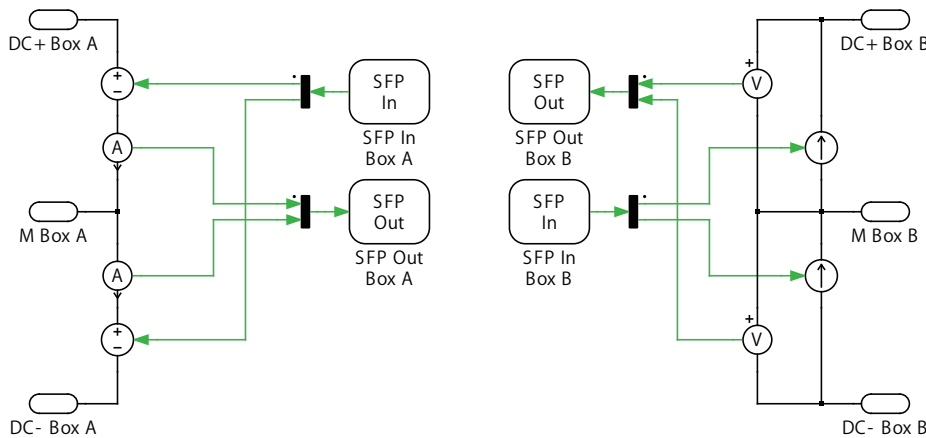 DC+ Box A
+
−
A
M Box A
A
+
−
DC- Box A
SFP
In
SFP In
Box A
SFP
Out
SFP Out
Box A
SFP
Out
SFP Out
Box B
SFP
In
SFP In
Box B
+
V
+
V
DC+ Box B
M Box B
DC- Box B